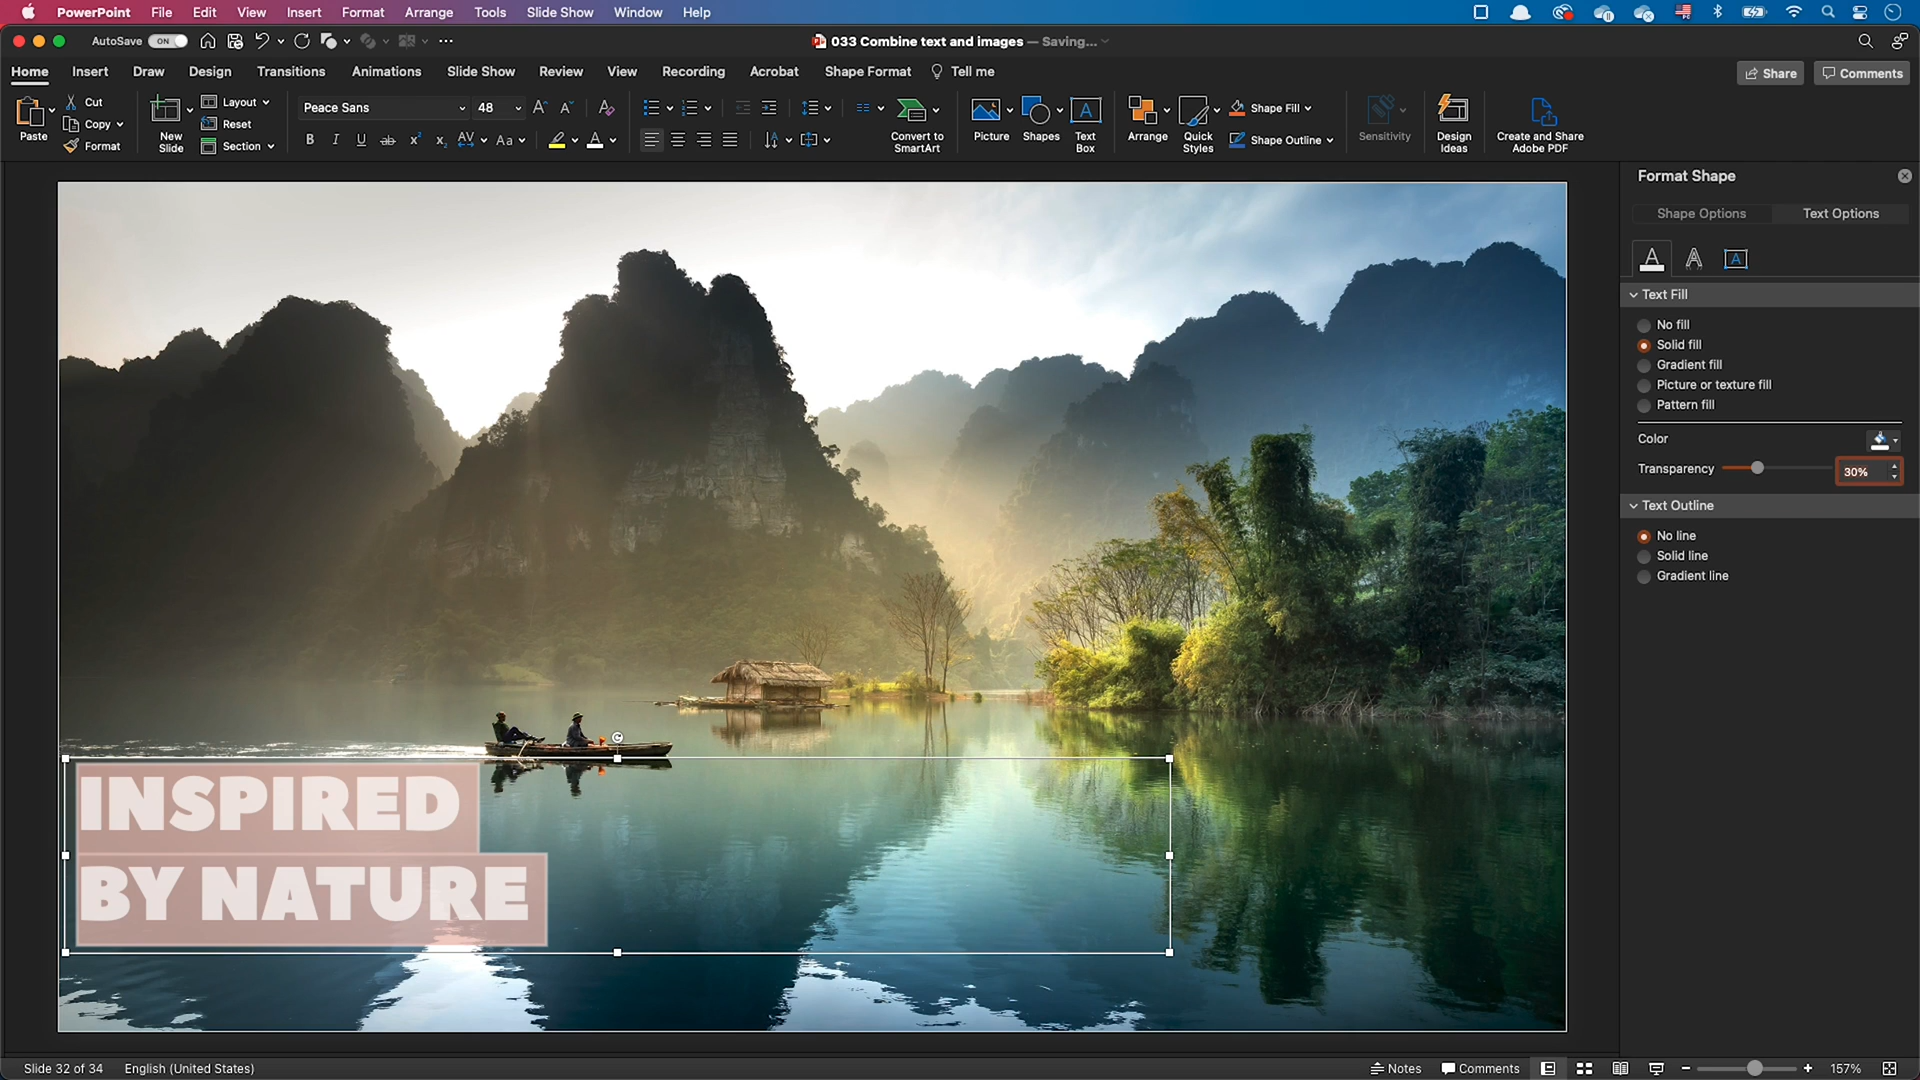 PowerPoint File Edit View Insert Format Arrange Tools Slide Show Window Help
AutoSave ON 033 Combine text and images — Saving...
Home Insert Draw Design Transitions Animations Slide Show Review View Recording Acrobat Shape Format Tell me Share Comments
Paste
Cut
Copy
Format
New Slide
Layout
Reset
Section
Peace Sans 48
B I U ab x² x₂ AV Aa A
Convert to SmartArt
Picture
Shapes
Text Box
Arrange
Quick Styles
Shape Fill
Shape Outline
Sensitivity
Design Ideas
Create and Share Adobe PDF
Format Shape
Shape Options Text Options
Text Fill
No fill
Solid fill
Gradient fill
Picture or texture fill
Pattern fill
Color
Transparency 30%
Text Outline
No line
Solid line
Gradient line
INSPIRED
BY NATURE
Slide 32 of 34 English (United States) Notes Comments 157%